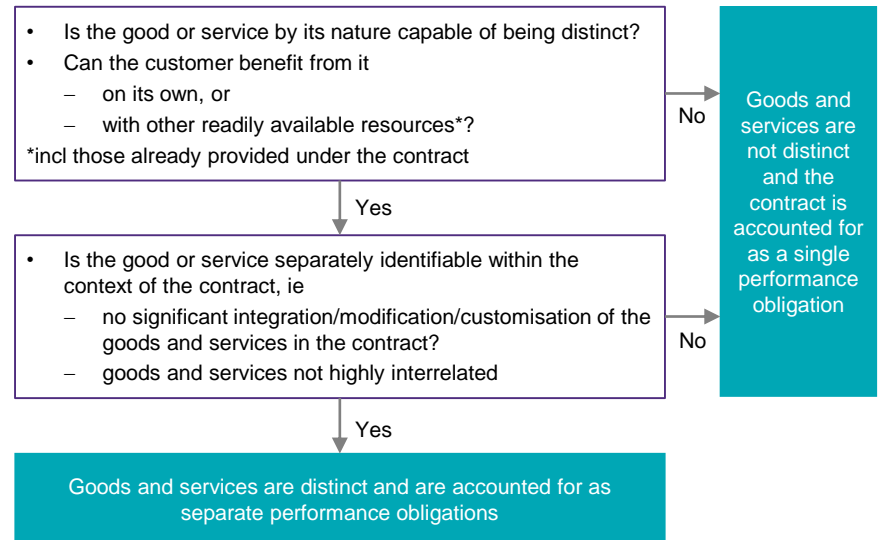 • Is the good or service by its nature capable of being distinct?
• Can the customer benefit from it
– on its own, or
– with other readily available resources*?
*incl those already provided under the contract
No
Goods and
services are
not distinct
and the
contract is
accounted for
as a single
performance
obligation
Yes
• Is the good or service separately identifiable within the
context of the contract, ie
– no significant integration/modification/customisation of the
goods and services in the contract?
– goods and services not highly interrelated
No
Yes
Goods and services are distinct and are accounted for as
separate performance obligations